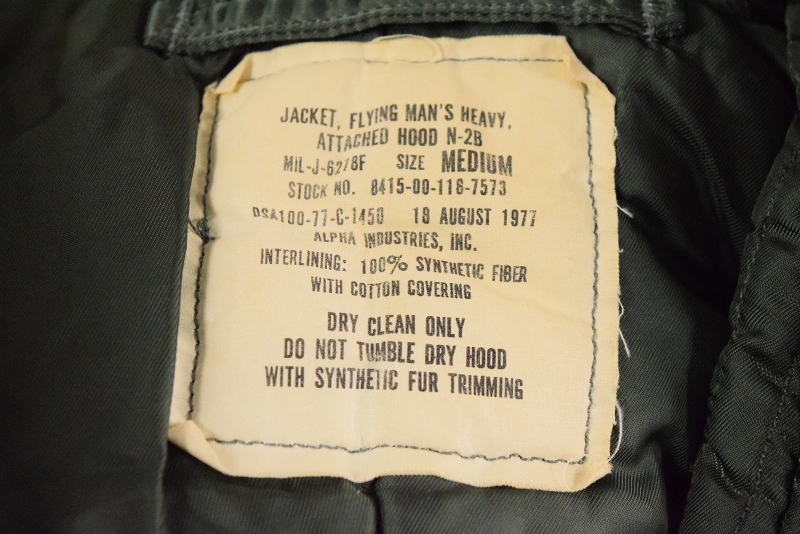 JACKET, FLYING MAN'S HEAVY,
ATTACHED HOOD N-2B
MIL-J-6278F SIZE MEDIUM
STOCK NO. 8415-00-118-7573
DSA100-77-C-1450 18 AUGUST 1977
ALPHA INDUSTRIES, INC.
INTERLINING: 100% SYNTHETIC FIBER
WITH COTTON COVERING
DRY CLEAN ONLY
DO NOT TUMBLE DRY HOOD
WITH SYNTHETIC FUR TRIMMING